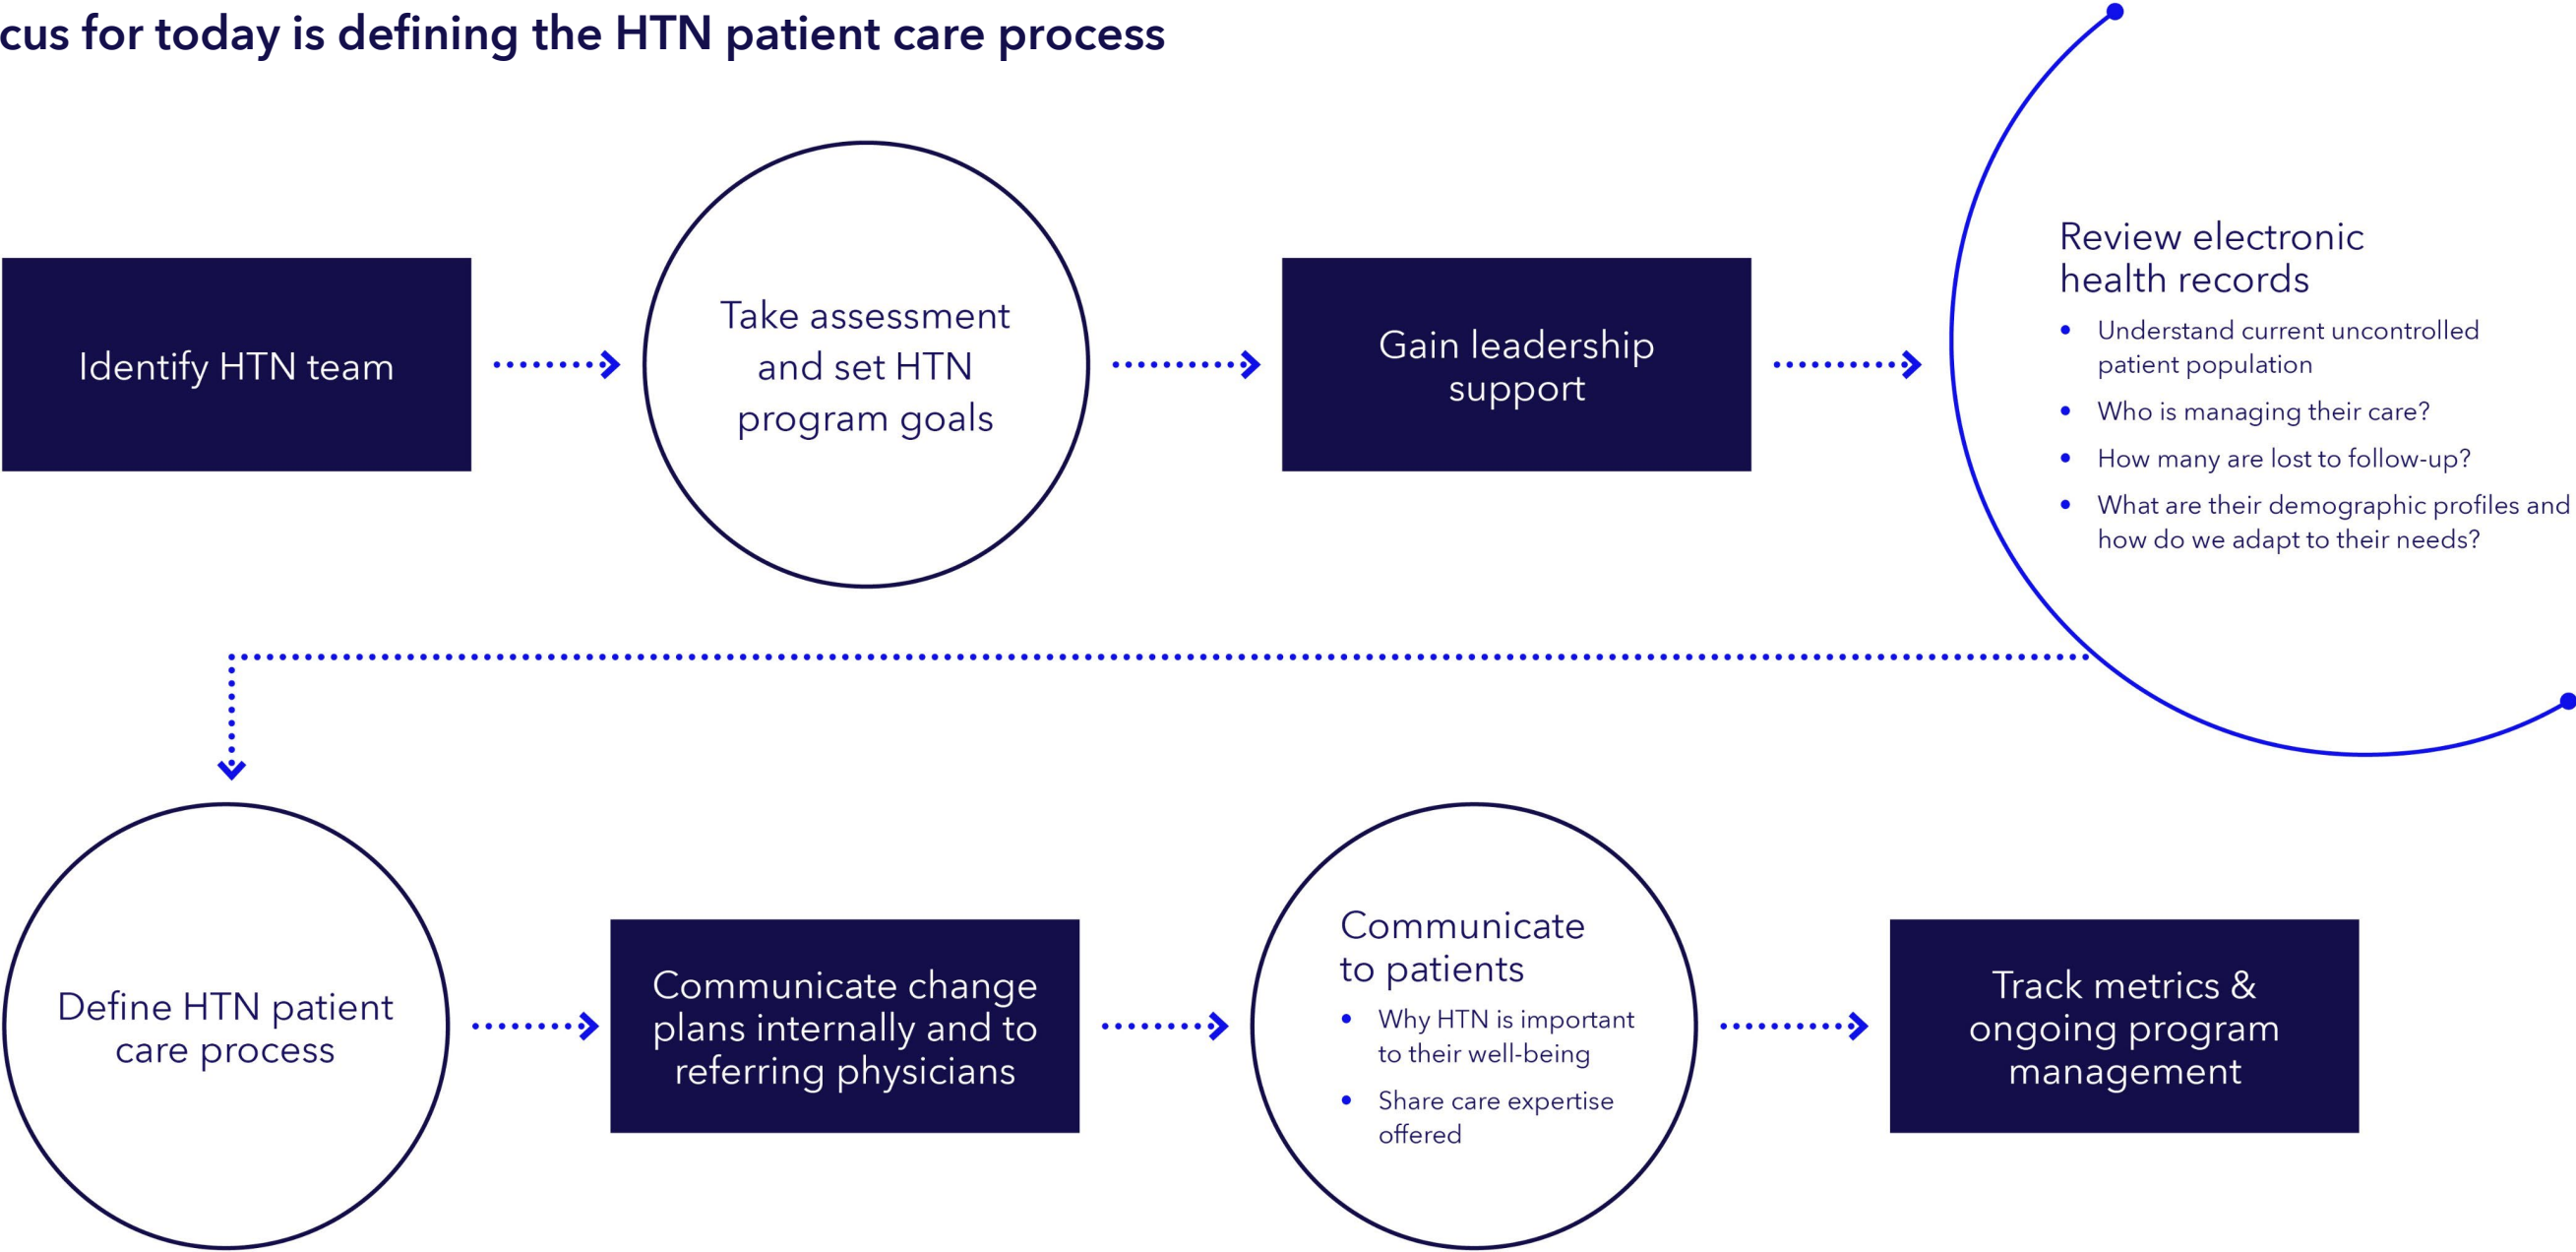 cus for today is defining the HTN patient care process
Identify HTN team
Take assessment
and set HTN
program goals
Gain leadership
support
Review electronic
health records
• Understand current uncontrolled
patient population
• Who is managing their care?
• How many are lost to follow-up?
• What are their demographic profiles and
how do we adapt to their needs?
Define HTN patient
care process
Communicate change
plans internally and to
referring physicians
Communicate
to patients
• Why HTN is important
to their well-being
• Share care expertise
offered
Track metrics &
ongoing program
management